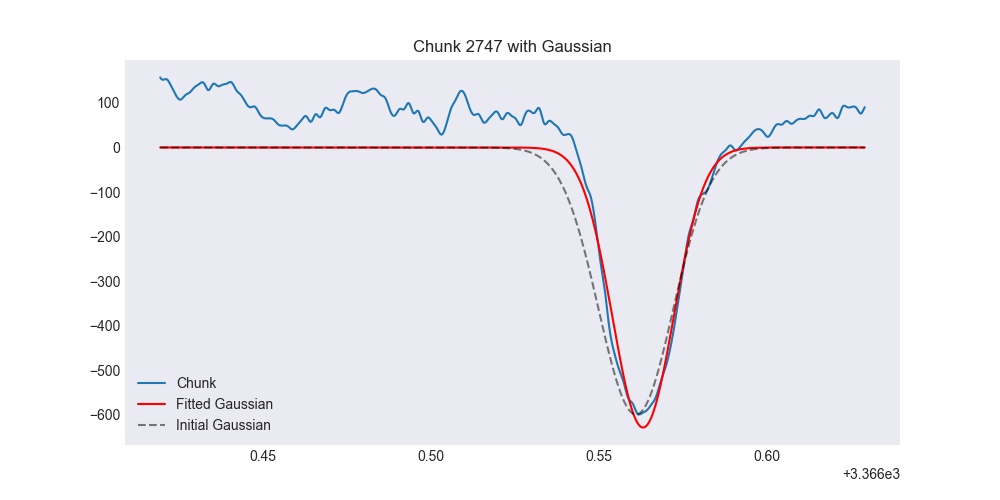 Chunk 2747 with Gaussian
100
0
−100
−200
−300
−400
−500
−600
Chunk
Fitted Gaussian
Initial Gaussian
0.45 0.50 0.55 0.60
+3.366e3